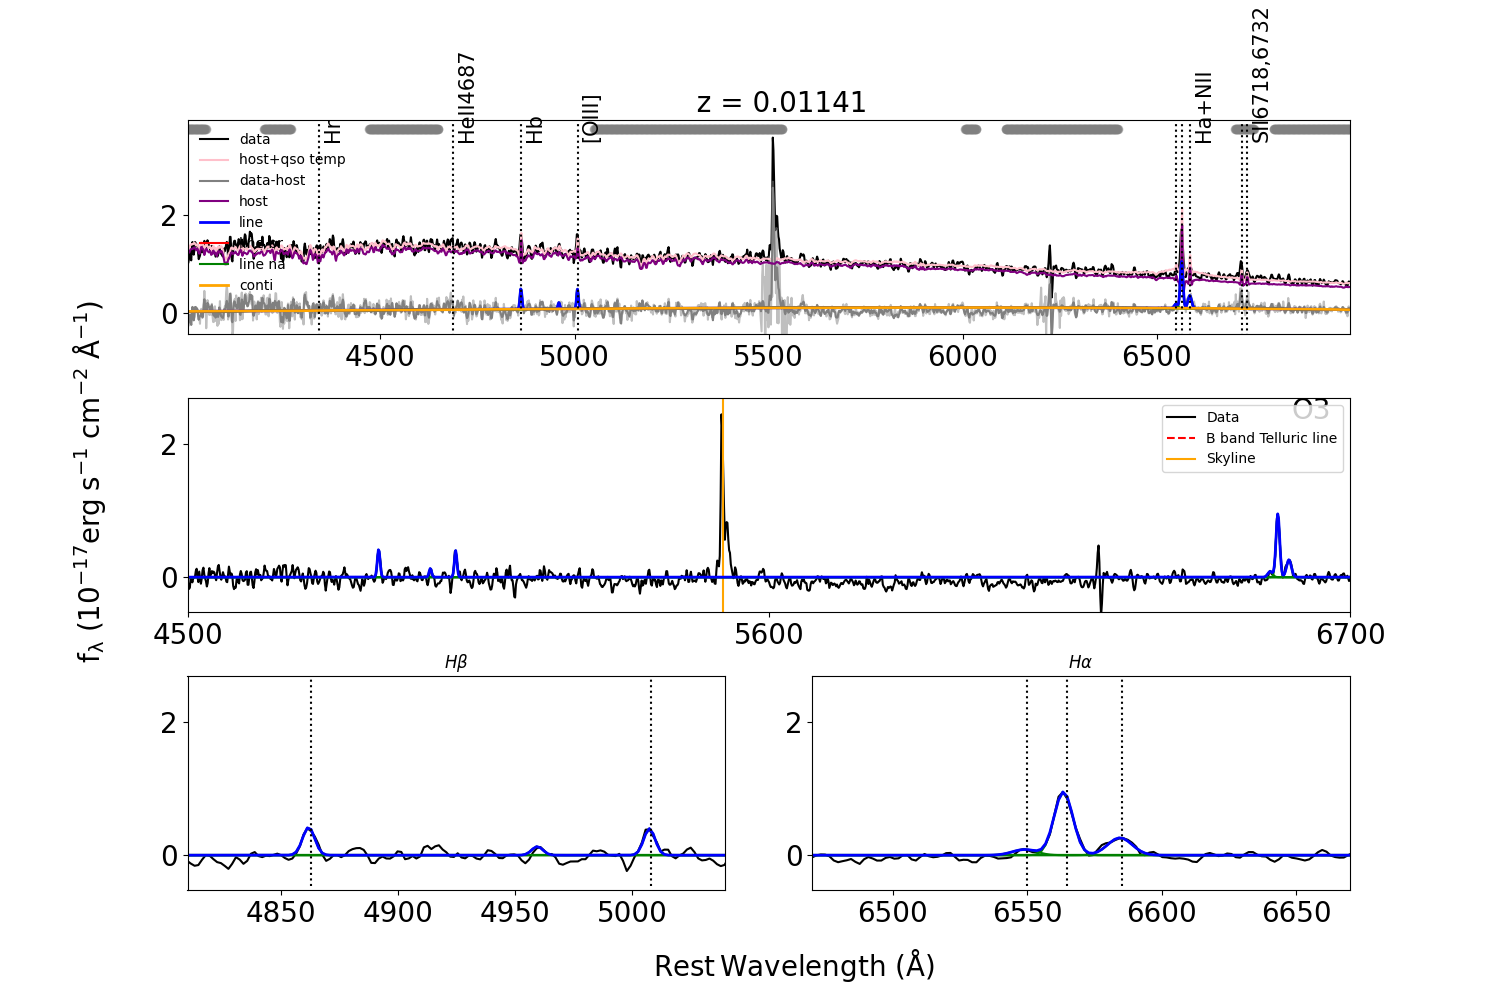 z = 0.01141
Hr
HeII4687
Hb
[OIII]
Ha+NII
SII6718,6732
data
host+qso temp
data-host
host
line
line na
conti
2
0
4500 5000 5500 6000 6500
O3
Data
B band Telluric line
Skyline
2
0
4500 5600 6700
fλ (10⁻¹⁷erg s⁻¹ cm⁻² Å⁻¹)
Hβ
2
0
4850 4900 4950 5000
Hα
2
0
6500 6550 6600 6650
Rest Wavelength (Å)